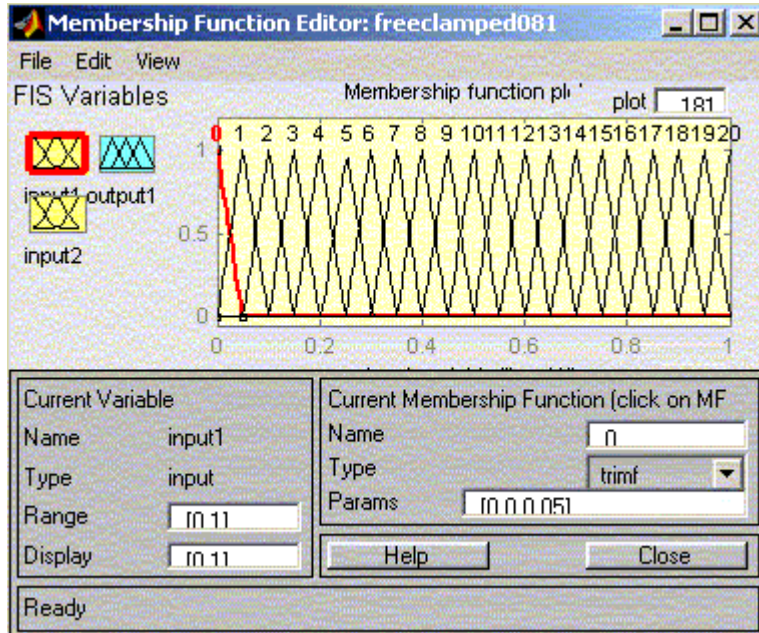 Membership Function Editor: freeclamped081
File Edit View
FIS Variables
Membership function pl
plot 181
0 1 2 3 4 5 6 7 8 9 10 11 12 13 14 15 16 17 18 19 20
input1 output1
input2
1
0.5
0
0 0.2 0.4 0.6 0.8 1
Current Variable
Name input1
Type input
Range [0 1]
Display [0 1]
Current Membership Function (click on MF
Name 0
Type trimf
Params [0 0 0.05]
Help Close
Ready